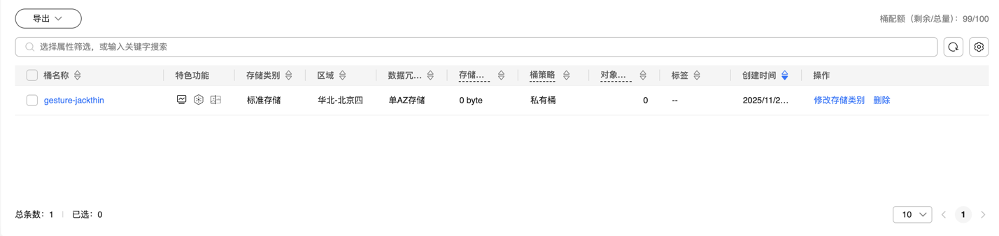 导出
桶配额（剩余/总量）：99/100
选择属性筛选，或输入关键字搜索
桶名称 特色功能 存储类别 区域 数据冗... 存储... 桶策略 对象... 标签 创建时间 操作
gesture-jackthin 标准存储 华北-北京四 单AZ存储 0 byte 私有桶 0 -- 2025/11/2... 修改存储类别 删除
总条数：1 已选：0 10 1